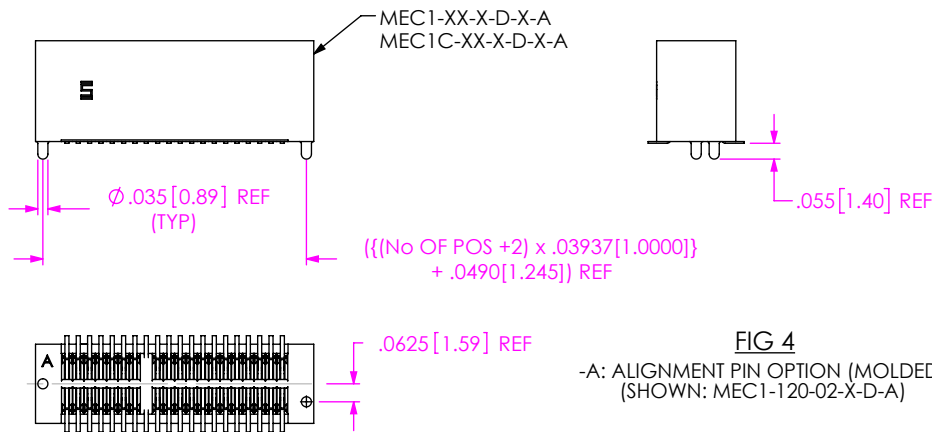 MEC1-XX-X-D-X-A
MEC1C-XX-X-D-X-A
Ø.035[0.89] REF
(TYP)
.055[1.40] REF
({(No OF POS +2) x .03937[1.0000]}
+ .0490[1.245]) REF
A
.0625[1.59] REF
FIG 4
-A: ALIGNMENT PIN OPTION (MOLDED
(SHOWN: MEC1-120-02-X-D-A)